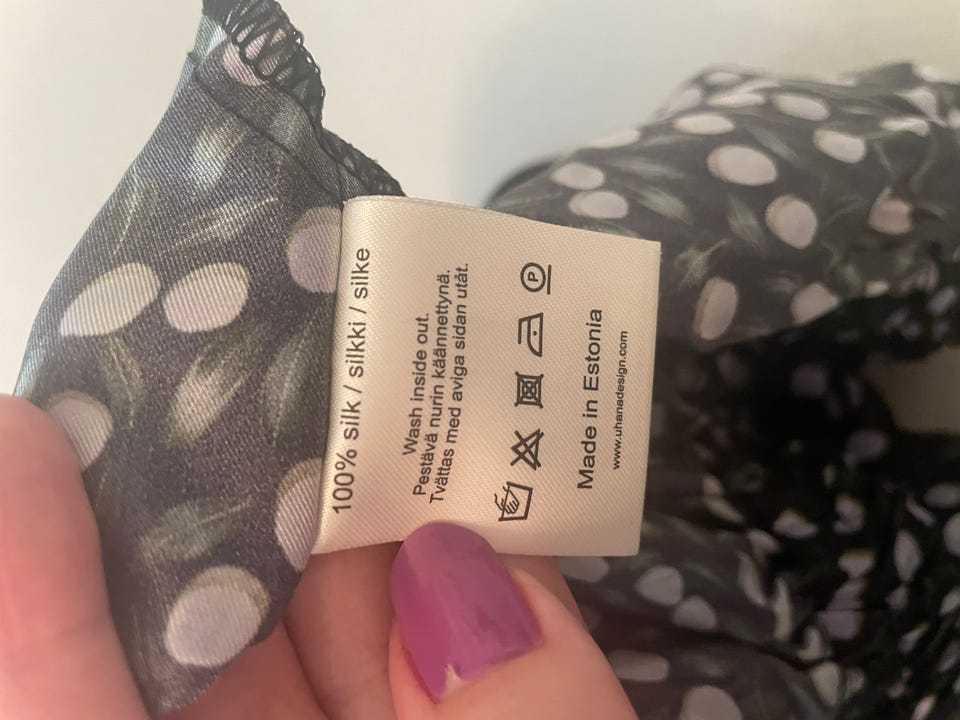 100% silk / silkki / silke
Wash inside out.
Pestävä nurin käännettynä.
Tvättas med aviga sidan utåt.
P
Made in Estonia
www.uhanadesign.com